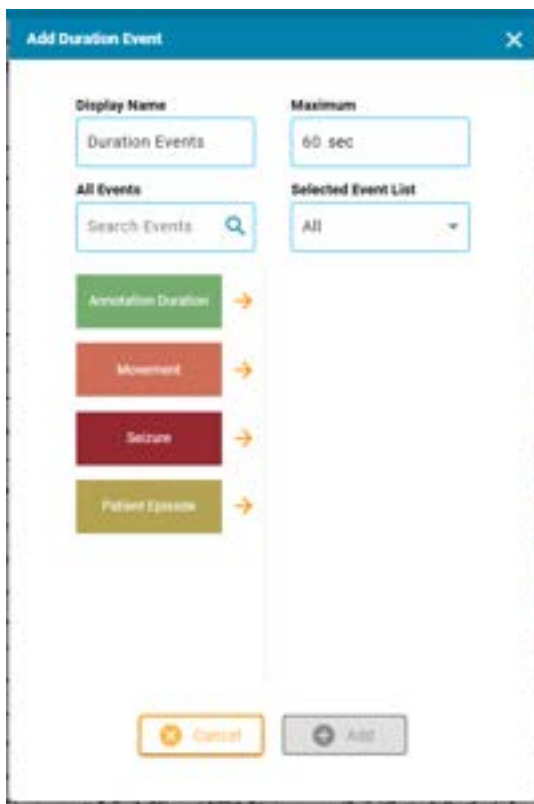 Add Duration Event
Display Name
Maximum
Duration Events
60 sec
All Events
Selected Event List
Search Events
All
Annotation Duration
Movement
Seizure
Patient Episode
Cancel
Add